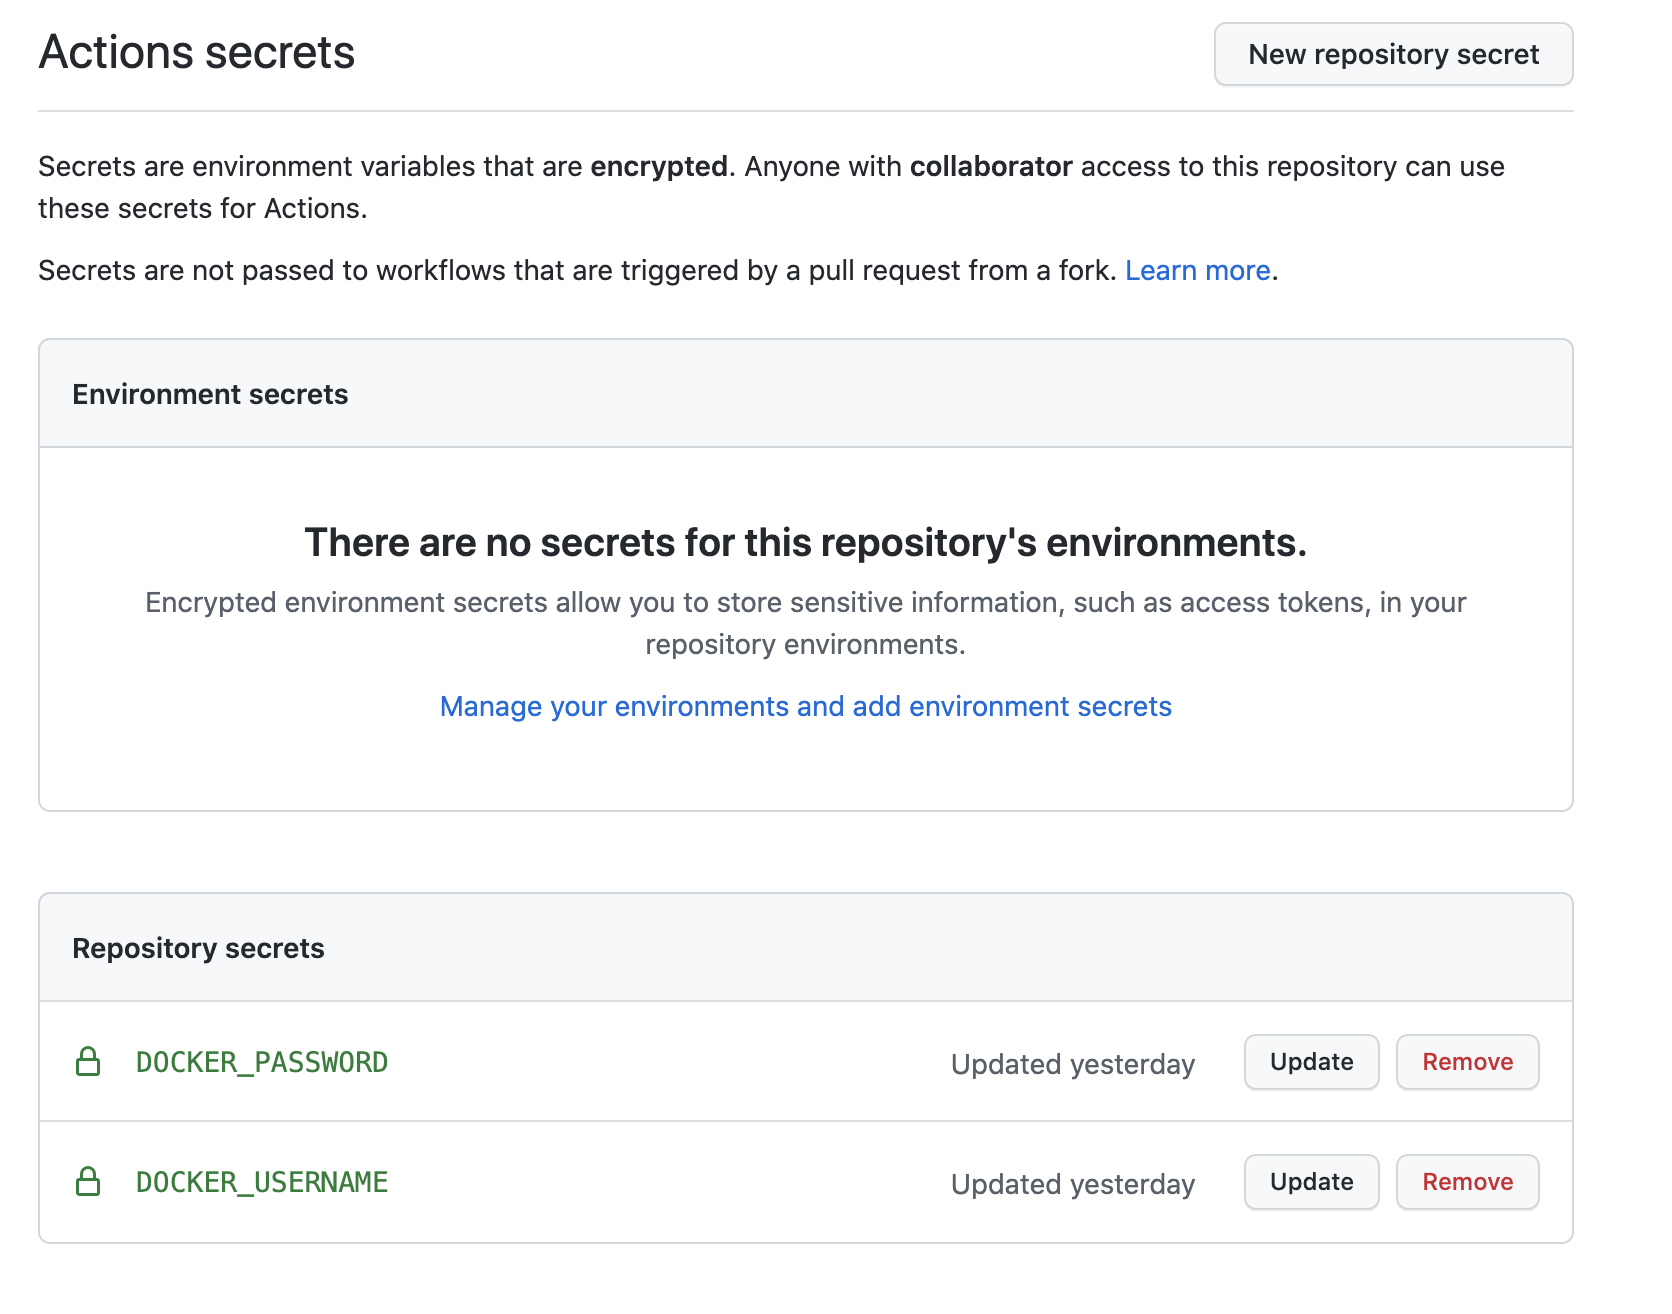 Actions secrets
New repository secret
Secrets are environment variables that are encrypted. Anyone with collaborator access to this repository can use
these secrets for Actions.
Secrets are not passed to workflows that are triggered by a pull request from a fork. Learn more.
Environment secrets
There are no secrets for this repository's environments.
Encrypted environment secrets allow you to store sensitive information, such as access tokens, in your
repository environments.
Manage your environments and add environment secrets
Repository secrets
DOCKER_PASSWORD Updated yesterday Update Remove
DOCKER_USERNAME Updated yesterday Update Remove